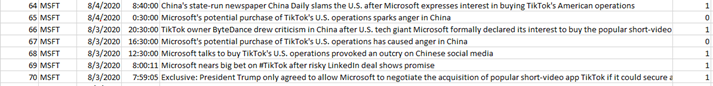 64 MSFT 8/4/2020 8:40:00 China's state-run newspaper China Daily slams the U.S. after Microsoft expresses interest in buying TikTok's American operations 1
65 MSFT 8/4/2020 0:30:00 Microsoft's potential purchase of TikTok's U.S. operations sparks anger in China 0
66 MSFT 8/3/2020 20:30:00 TikTok owner ByteDance drew criticism in China after U.S. tech giant Microsoft formally declared its interest to buy the popular short-video 1
67 MSFT 8/3/2020 16:30:00 Microsoft's potential purchase of TikTok's U.S. operations has caused anger in China 0
68 MSFT 8/3/2020 12:30:00 Microsoft talks to buy TikTok's U.S. operations provoked an outcry on Chinese social media 1
69 MSFT 8/3/2020 8:00:11 Microsoft nears big bet on #TikTok after risky LinkedIn deal shows promise 1
70 MSFT 8/3/2020 7:59:05 Exclusive: President Trump only agreed to allow Microsoft to negotiate the acquisition of popular short-video app TikTok if it could secure a 1